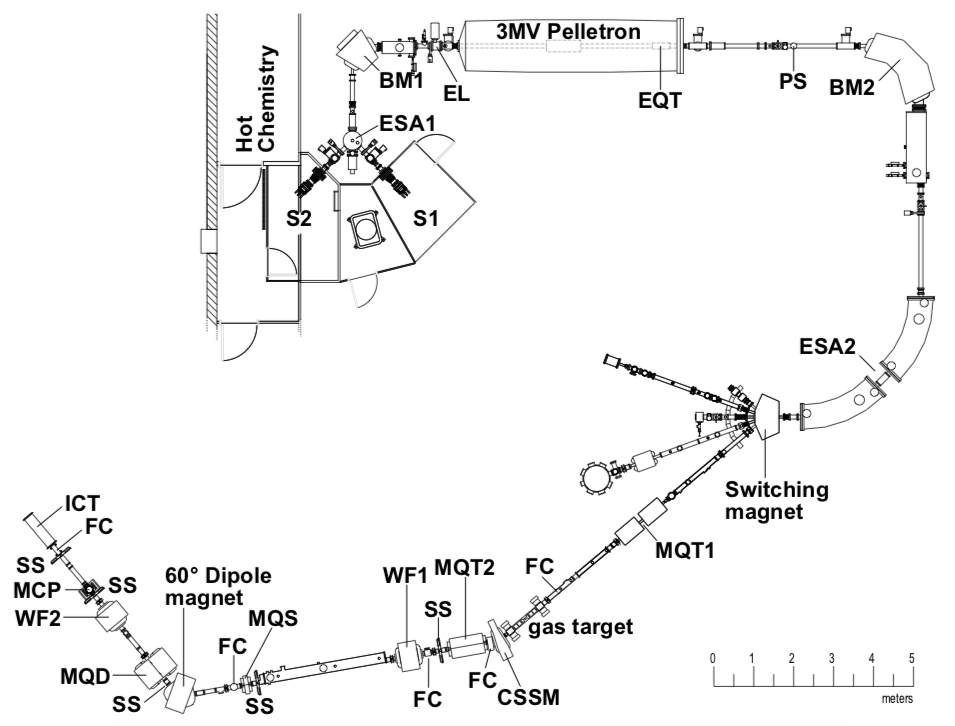 Hot
Chemistry
3MV Pelletron
BM1
EL
EQT
PS
BM2
ESA1
S2
S1
ESA2
Switching
magnet
ICT
FC
SS
MCP
SS
WF2
60° Dipole
magnet
MQD
SS
FC
MQS
SS
WF1
SS
FC
MQT2
FC
CSSM
FC
gas target
MQT1
0 1 2 3 4 5
meters